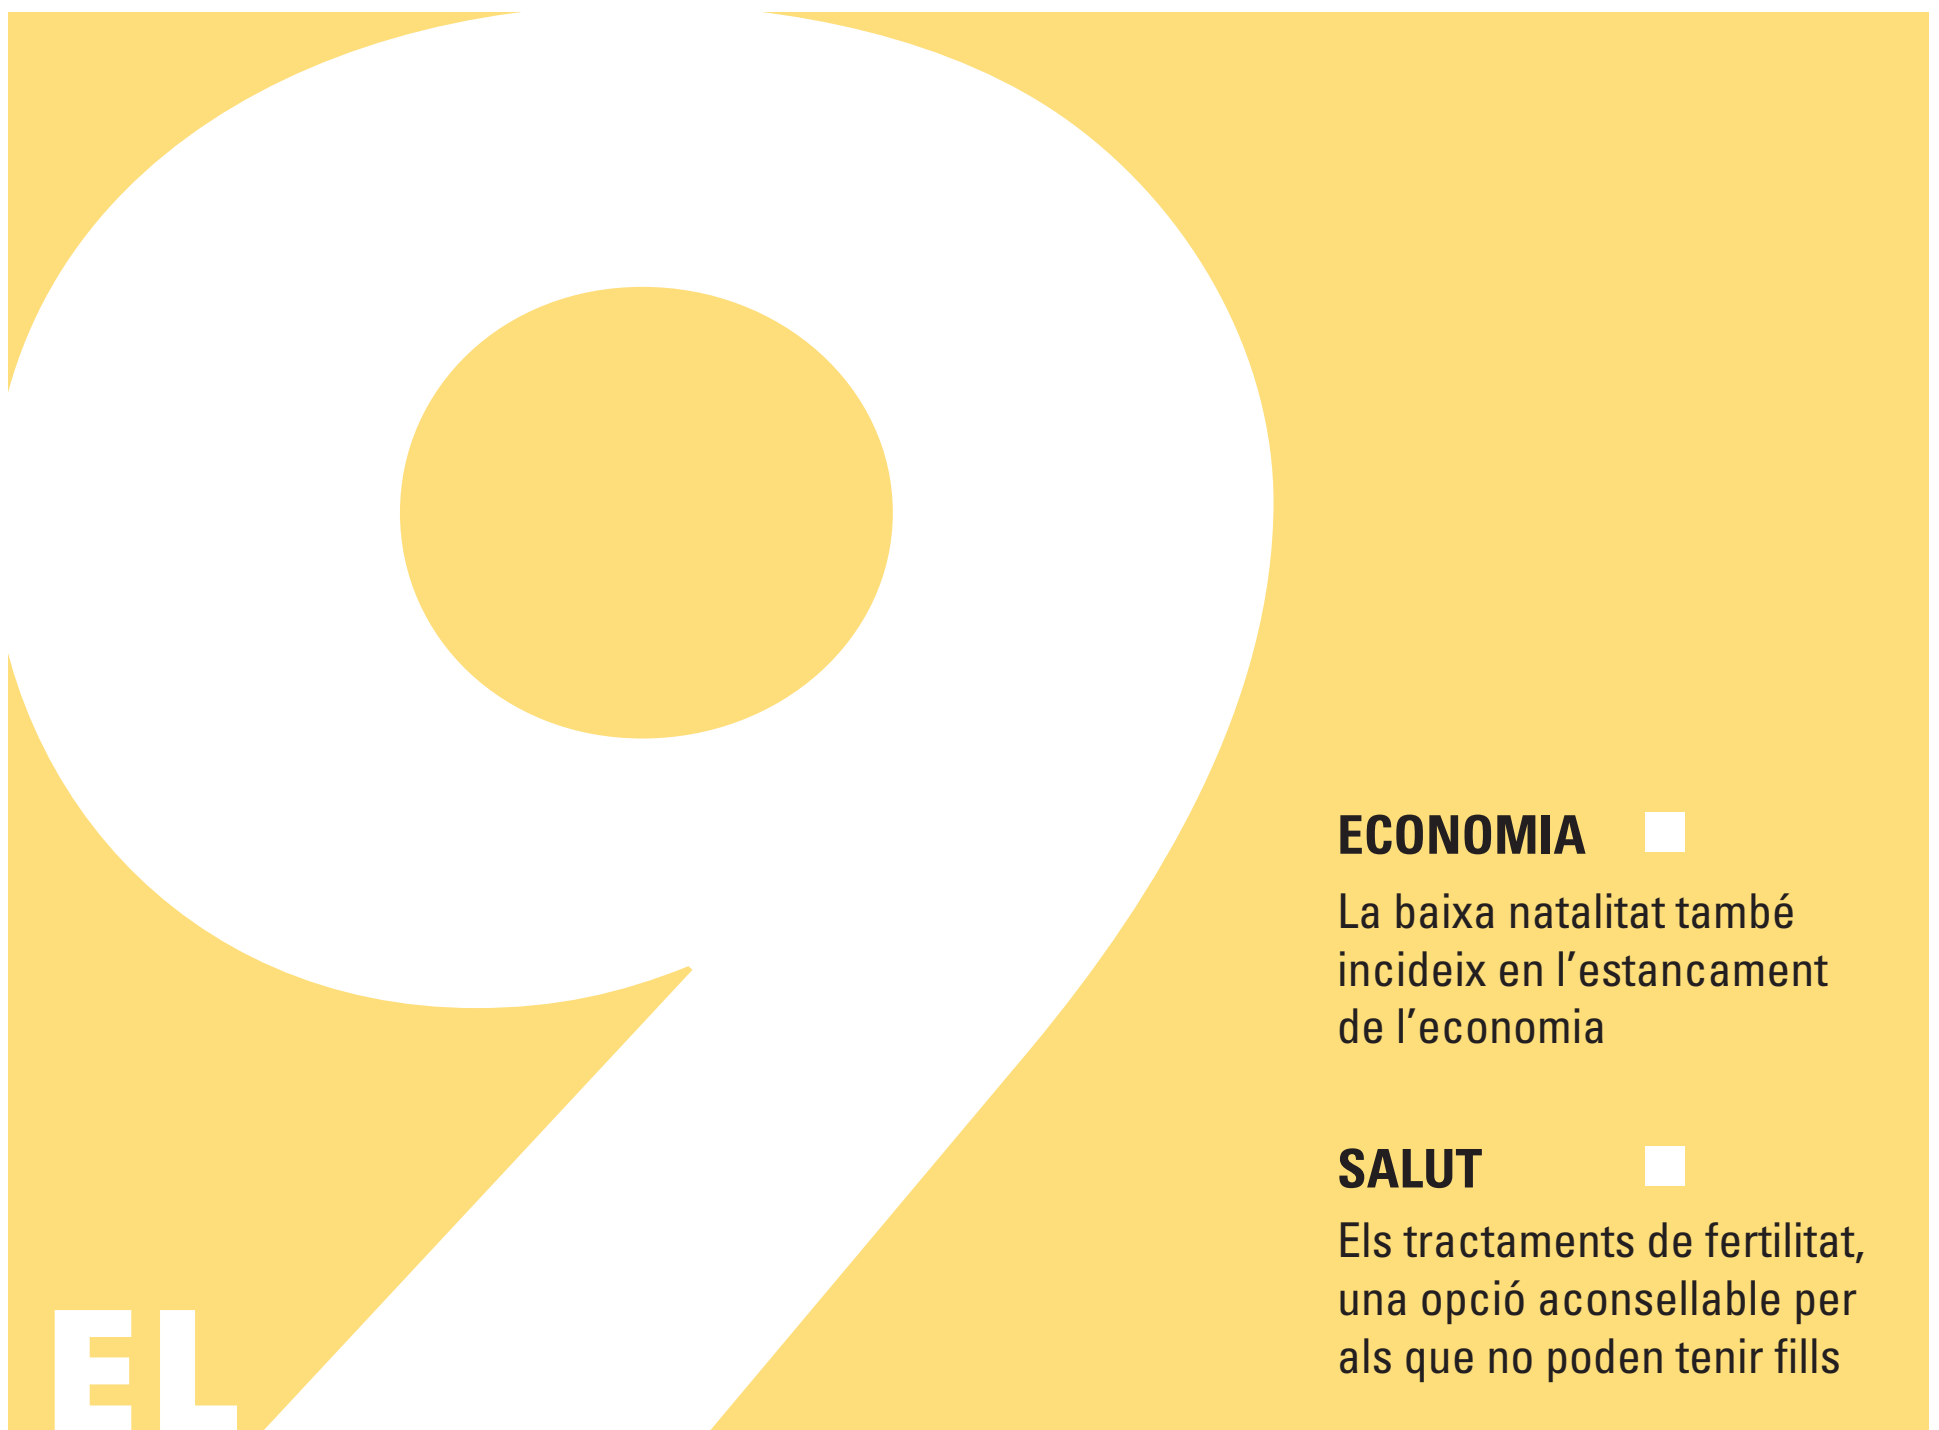 EL 9
ECONOMIA
La baixa natalitat també
incideix en l’estancament
de l’economia
SALUT
Els tractaments de fertilitat,
una opció aconsellable per
als que no poden tenir fills